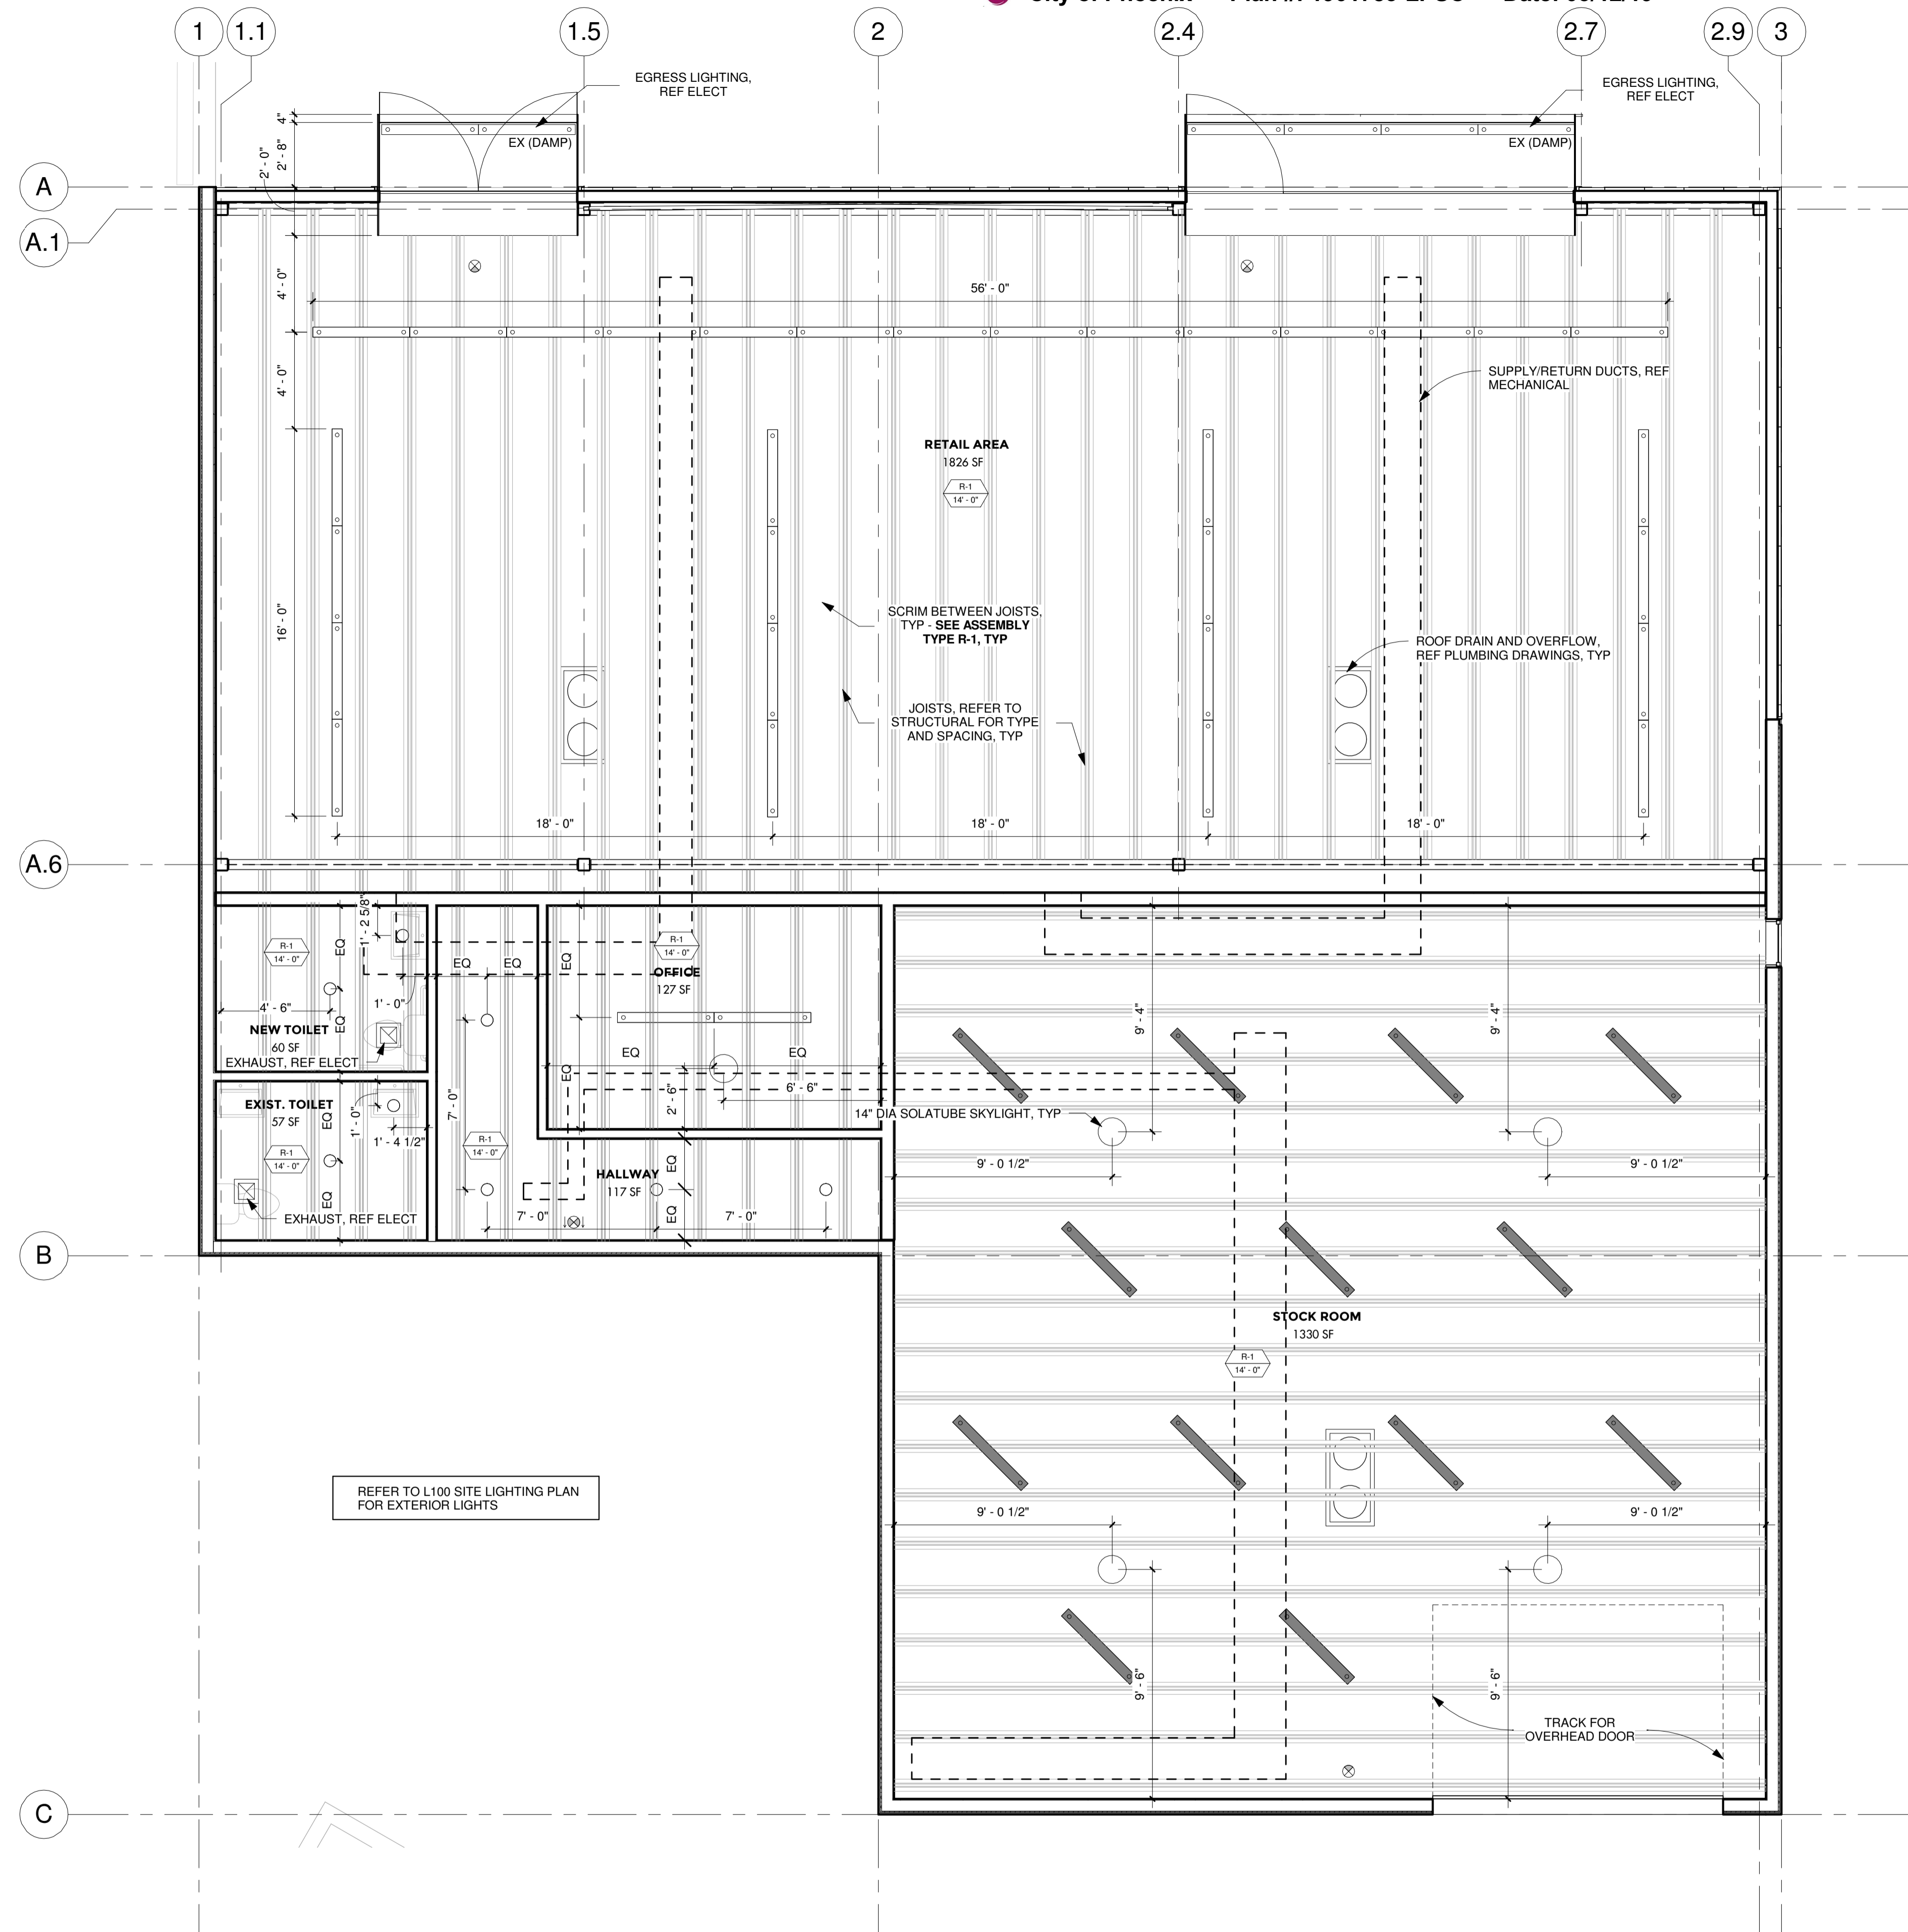 1
1.1
1.5
2
2.4
2.7
2.9
3
EGRESS LIGHTING,
REF ELECT
EGRESS LIGHTING,
REF ELECT
4"
2' - 8"
2' - 0"
EX (DAMP)
EX (DAMP)
A
A.1
4' - 0"
56' - 0"
4' - 0"
SUPPLY/RETURN DUCTS, REF
MECHANICAL
RETAIL AREA
1826 SF
R-1
14' - 0"
16' - 0"
SCRIM BETWEEN JOISTS,
TYP - SEE ASSEMBLY
TYPE R-1, TYP
ROOF DRAIN AND OVERFLOW,
REF PLUMBING DRAWINGS, TYP
JOISTS, REFER TO
STRUCTURAL FOR TYPE
AND SPACING, TYP
18' - 0"
18' - 0"
18' - 0"
A.6
1' - 2 5/8"
R-1
14' - 0"
EQ
EQ
EQ
EQ
R-1
14' - 0"
OFFICE
127 SF
4' - 6"
1' - 0"
EQ
NEW TOILET
60 SF
EXHAUST, REF ELECT
9' - 4"
9' - 4"
EQ
EQ
EQ
6' - 6"
2' - 6"
7' - 0"
EXIST. TOILET
57 SF
EQ
1' - 0"
1' - 4 1/2"
14" DIA SOLATUBE SKYLIGHT, TYP
R-1
14' - 0"
R-1
14' - 0"
HALLWAY
117 SF
EQ
EQ
EQ
9' - 0 1/2"
9' - 0 1/2"
EXHAUST, REF ELECT
7' - 0"
7' - 0"
B
STOCK ROOM
1330 SF
R-1
14' - 0"
REFER TO L100 SITE LIGHTING PLAN
FOR EXTERIOR LIGHTS
9' - 0 1/2"
9' - 0 1/2"
9' - 6"
9' - 6"
TRACK FOR
OVERHEAD DOOR
C